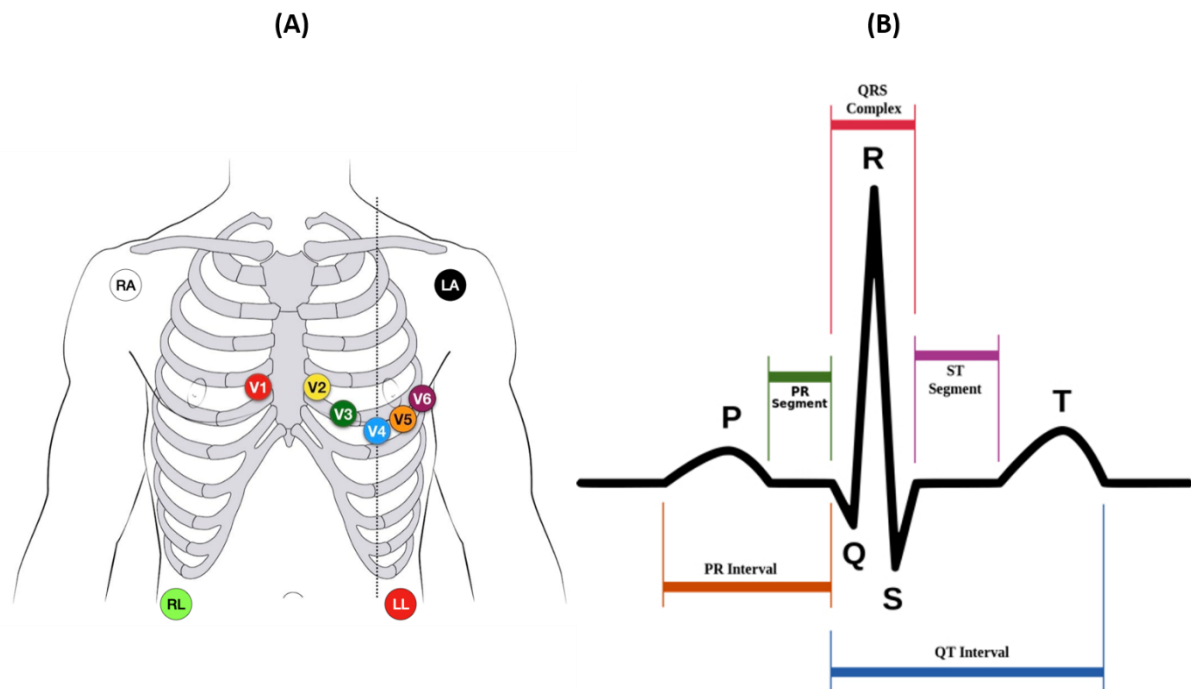 (A)
RA
LA
V1
V2
V3
V4
V5
V6
RL
LL
(B)
QRS
Complex
R
PR
Segment
ST
Segment
P
T
Q
S
PR Interval
QT Interval